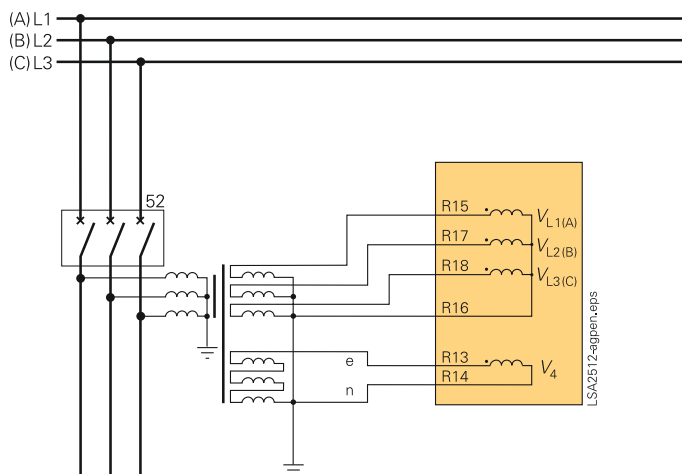 (A) L1
(B) L2
(C) L3
52
R15
VL1(A)
R17
VL2(B)
R18
VL3(C)
R16
e
R13
V4
n
R14
LSA2512-agpen.eps